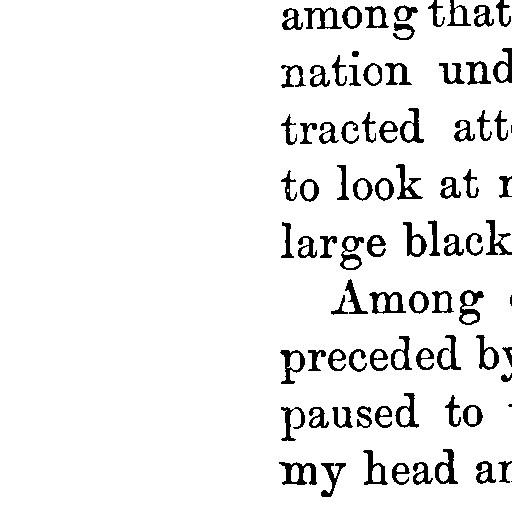 among that
nation und
tracted att
to look at
large black
Among
preceded by
paused to
my head an